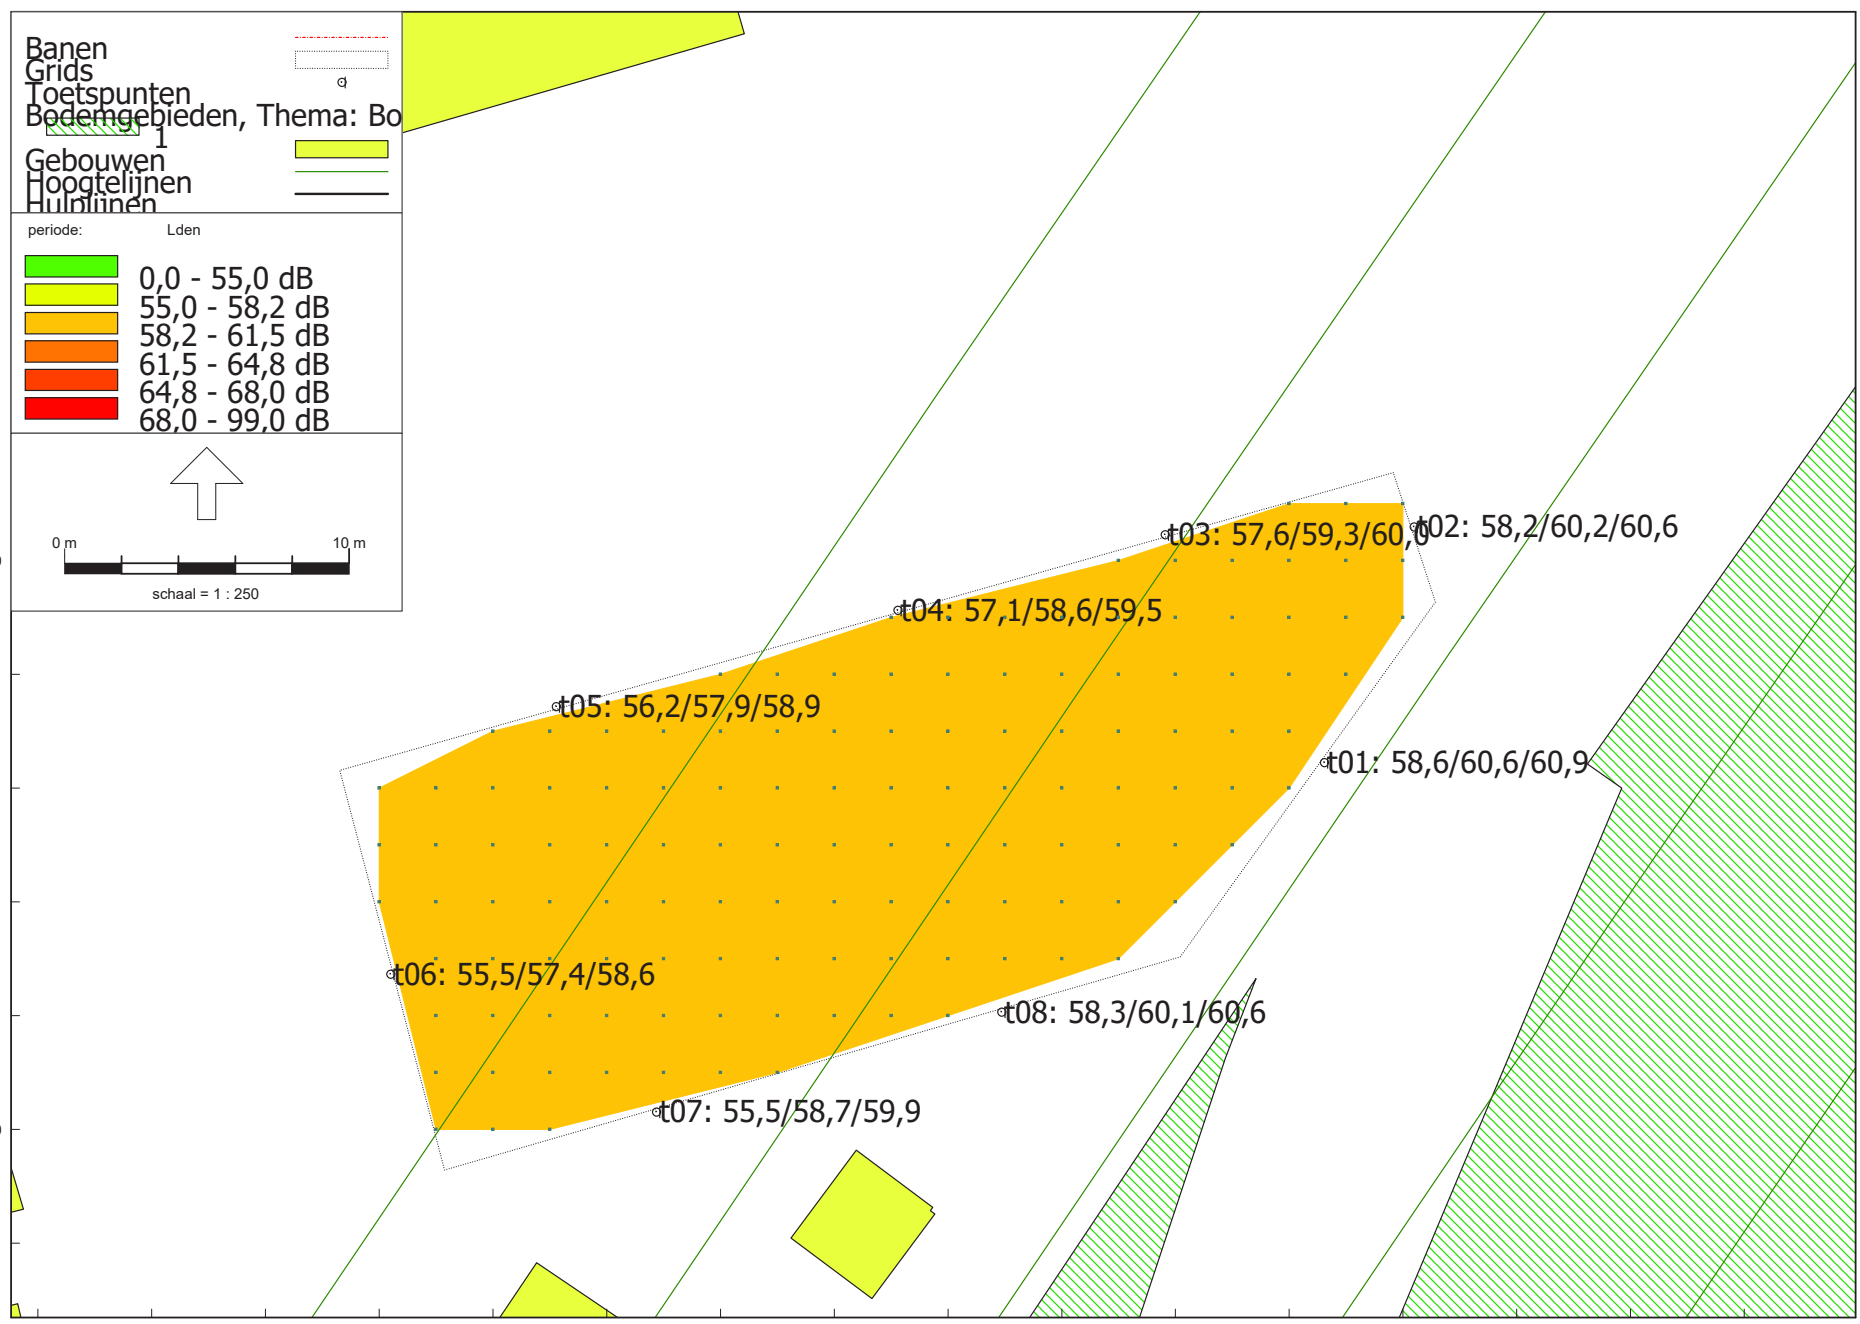 Banen
Grids
Toetspunten
Bodemgebieden, Thema: Bo
1
Gebouwen
Hoogtelijnen
Hulplijnen
periode: Lden
0,0 - 55,0 dB
55,0 - 58,2 dB
58,2 - 61,5 dB
61,5 - 64,8 dB
64,8 - 68,0 dB
68,0 - 99,0 dB
0 m 10 m
schaal = 1 : 250
t02: 58,2/60,2/60,6
t03: 57,6/59,3/60,0
t04: 57,1/58,6/59,5
t05: 56,2/57,9/58,9
t01: 58,6/60,6/60,9
t06: 55,5/57,4/58,6
t08: 58,3/60,1/60,6
t07: 55,5/58,7/59,9